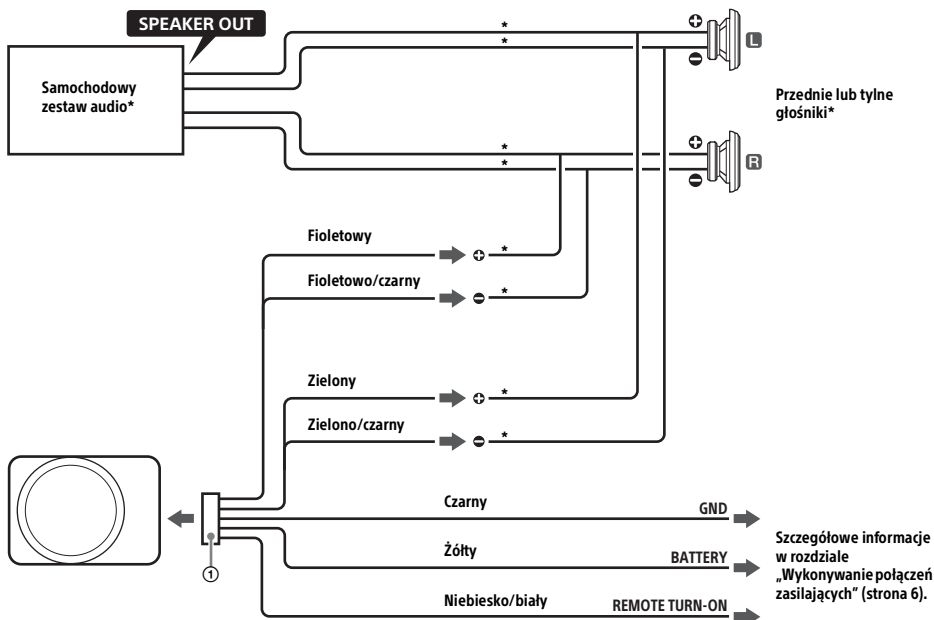 SPEAKER OUT
*
*
L
Samochodowy
zestaw audio*
Przednie lub tylne
głośniki*
*
*
R
Fioletowy
*
Fioletowo/czarny
*
Zielony
*
Zielono/czarny
*
Czarny
GND
Żółty
BATTERY
Niebiesko/biały
REMOTE TURN-ON
Szczegółowe informacje
w rozdziale
„Wykonywanie połączeń
zasilających” (strona 6).
①